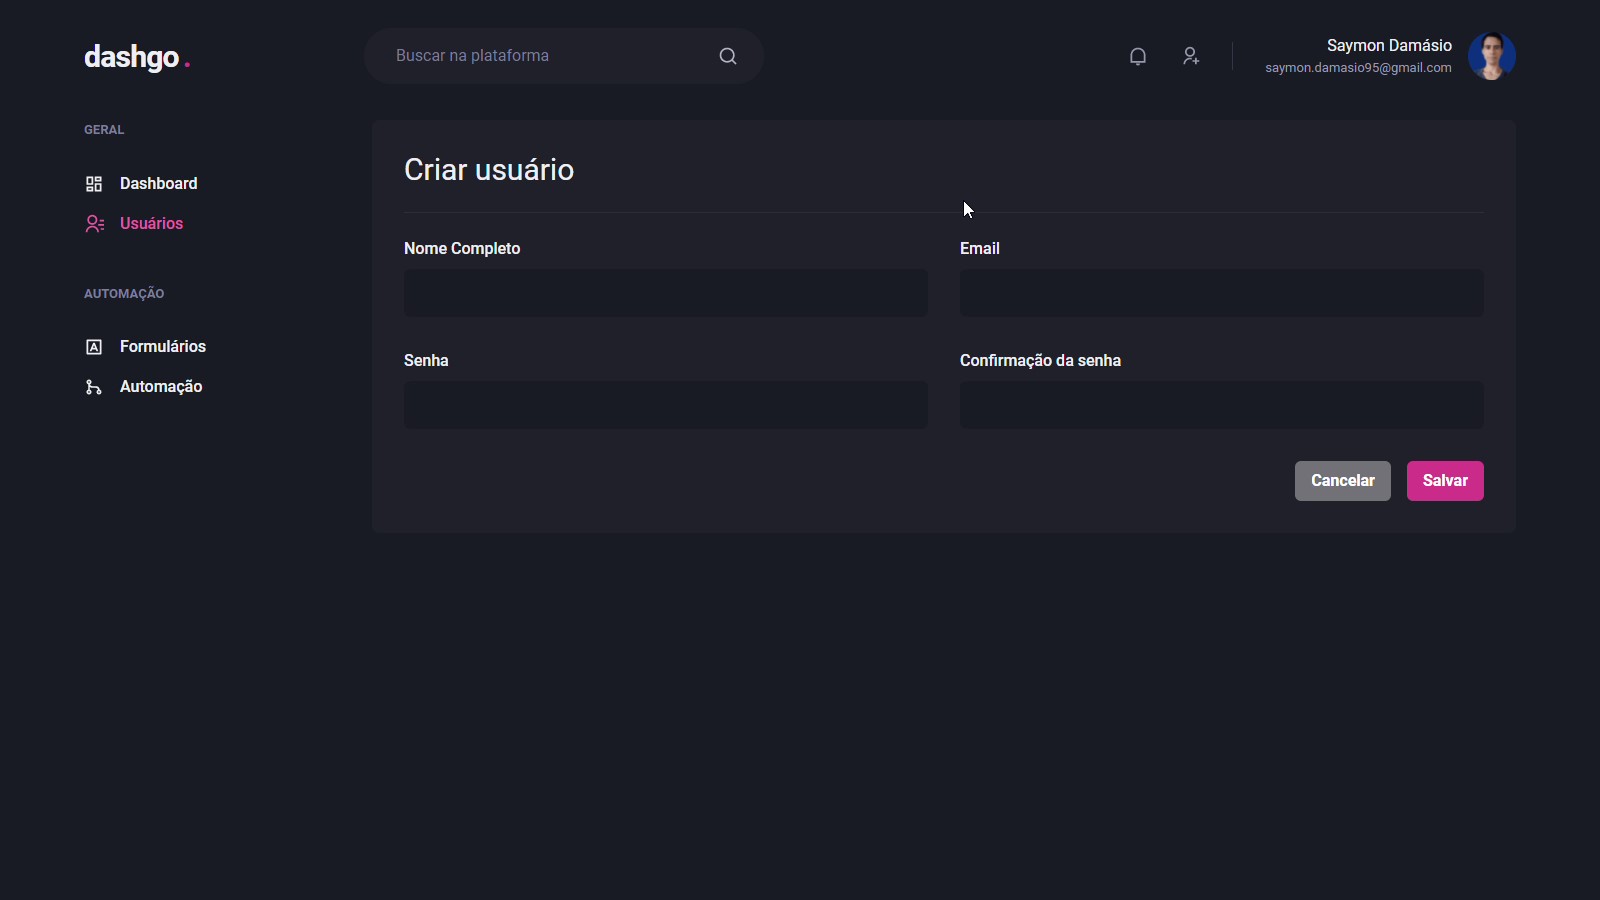 dashgo.
Buscar na plataforma
Saymon Damásio
saymon.damasio95@gmail.com
GERAL
Dashboard
Usuários
AUTOMAÇÃO
Formulários
Automação
Criar usuário
Nome Completo
Email
Senha
Confirmação da senha
Cancelar
Salvar